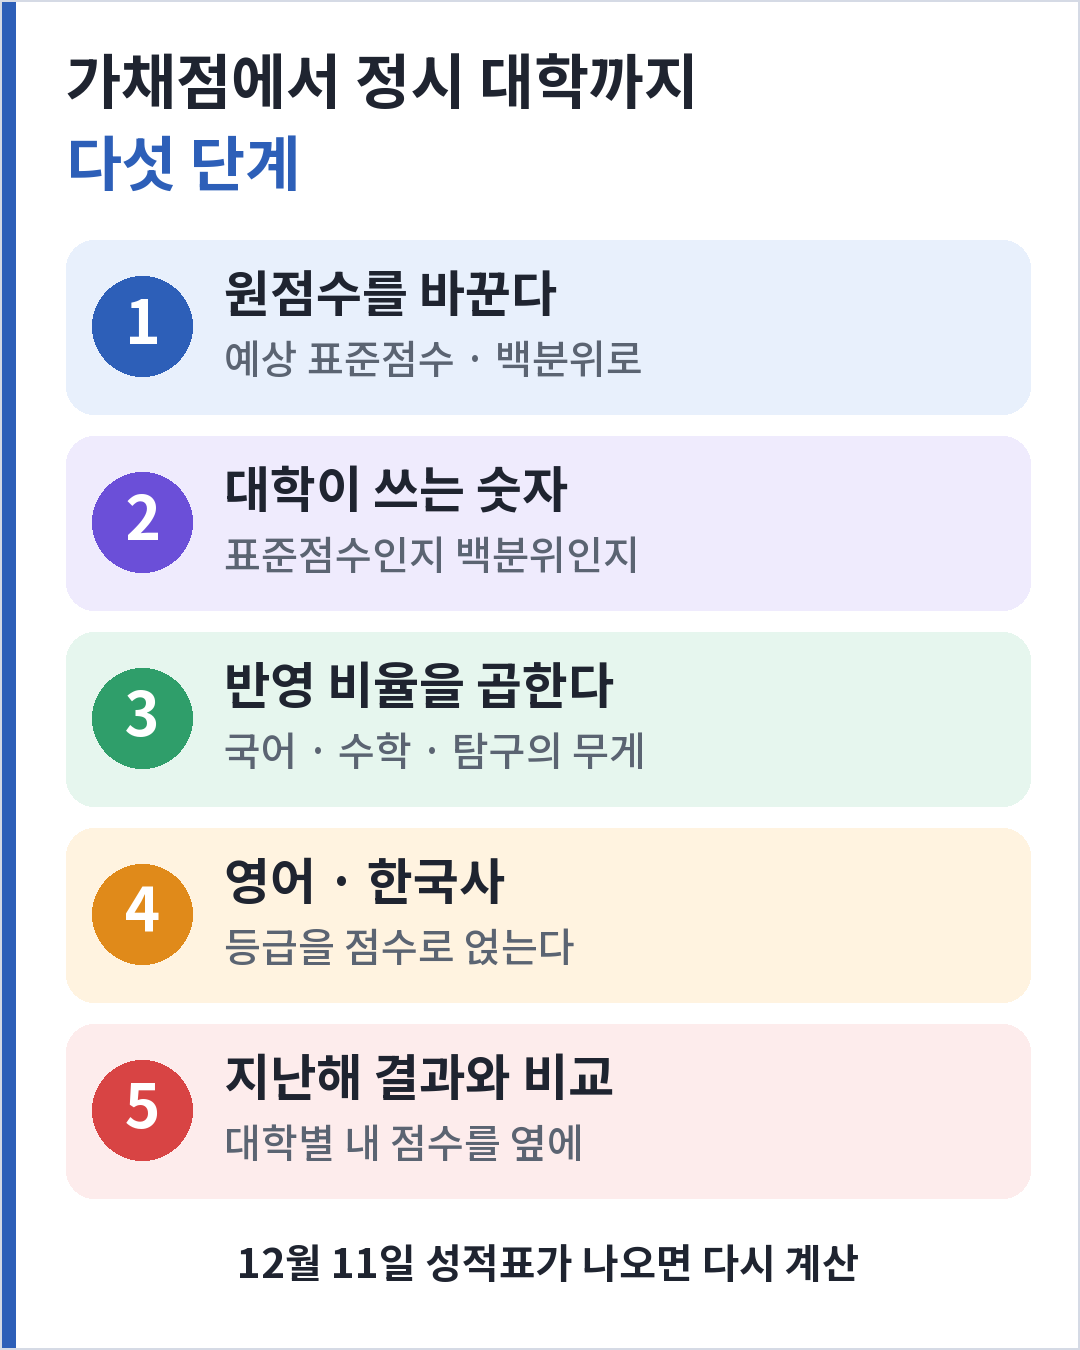 가채점에서 정시 대학까지
다섯 단계
1
원점수를 바꾼다
예상 표준점수 · 백분위로
2
대학이 쓰는 숫자
표준점수인지 백분위인지
3
반영 비율을 곱한다
국어 · 수학 · 탐구의 무게
4
영어 · 한국사
등급을 점수로 얹는다
5
지난해 결과와 비교
대학별 내 점수를 옆에
12월 11일 성적표가 나오면 다시 계산